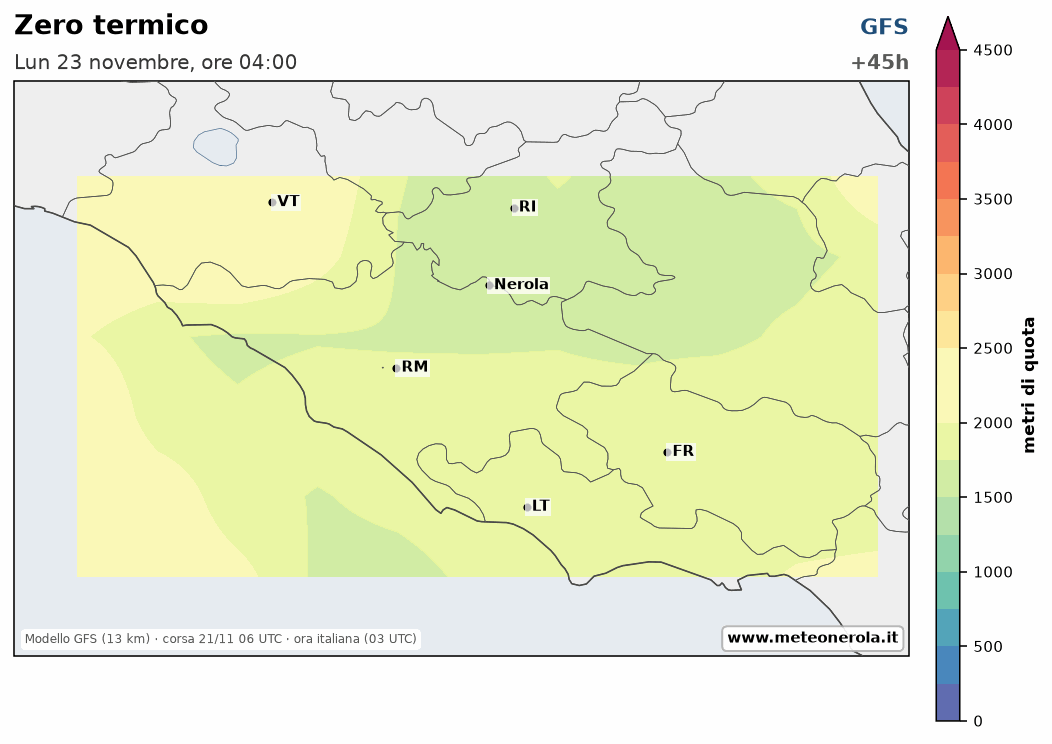 Zero termico
GFS
Lun 23 novembre, ore 04:00
+45h
VT
RI
Nerola
RM
FR
LT
4500
4000
3500
3000
2500
2000
1500
1000
500
0
metri di quota
Modello GFS (13 km) · corsa 21/11 06 UTC · ora italiana (03 UTC)
www.meteonerola.it